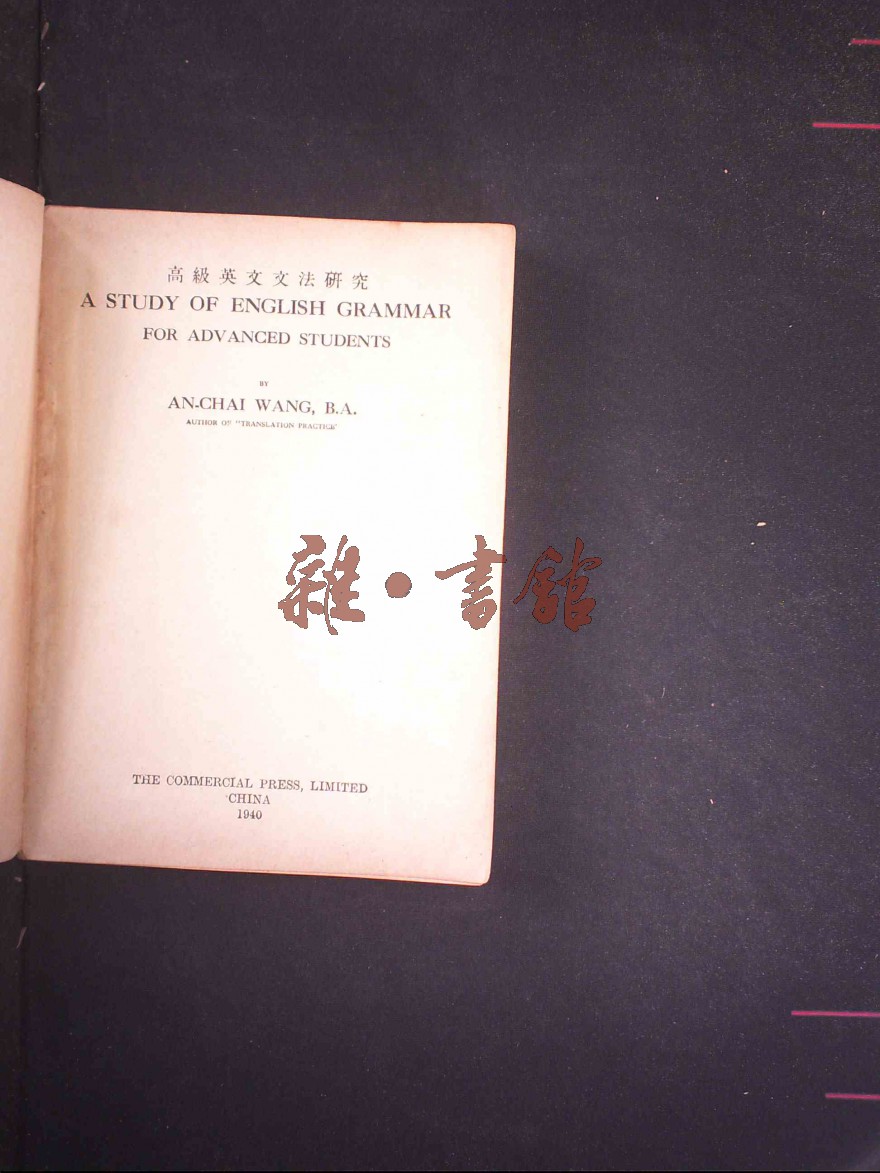 高級英文文法研究
A STUDY OF ENGLISH GRAMMAR
FOR ADVANCED STUDENTS
BY
AN-CHAI WANG, B.A.
AUTHOR OF "TRANSLATION PRACTICE"
雜·書館
THE COMMERCIAL PRESS, LIMITED
CHINA
1940